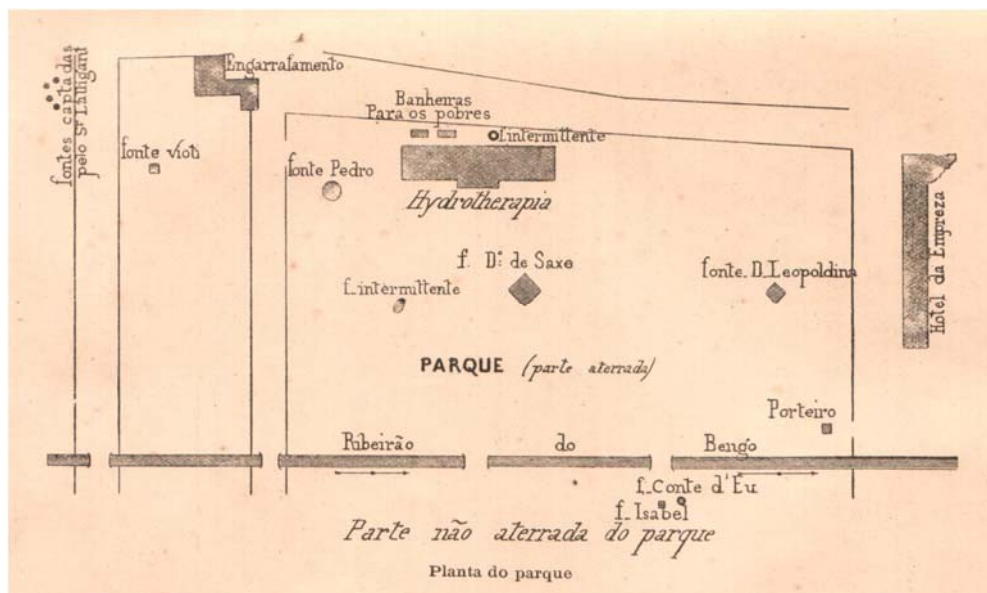 fontes captadas
pelo Sr Lavigant
Engarrafamento
fonte Vioti
Banheiras
Para os pobres
f. intermittente
fonte Pedro
Hydrotherapia
f. Da. de Saxe
fonte. D. Leopoldina
f. intermittente
Hotel da Empreza
PARQUE (parte aterrada)
Porteiro
Ribeirão do Bengo
f. Conte d'Eu
f. Isabel
Parte não aterrada do parque
Planta do parque